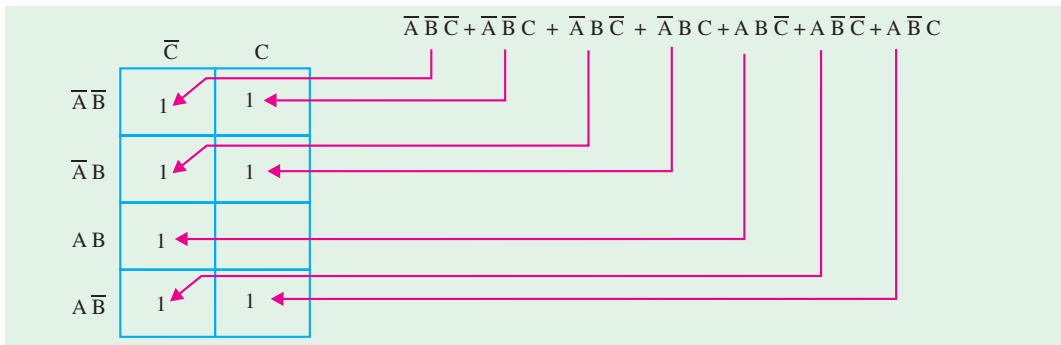 A̅ B̅ C̅ + A̅ B̅ C + A̅ B C̅ + A̅ B C + A B C̅ + A B̅ C̅ + A B̅ C
C̅ C
A̅ B̅ 1 1
A̅ B 1 1
A B 1
A B̅ 1 1